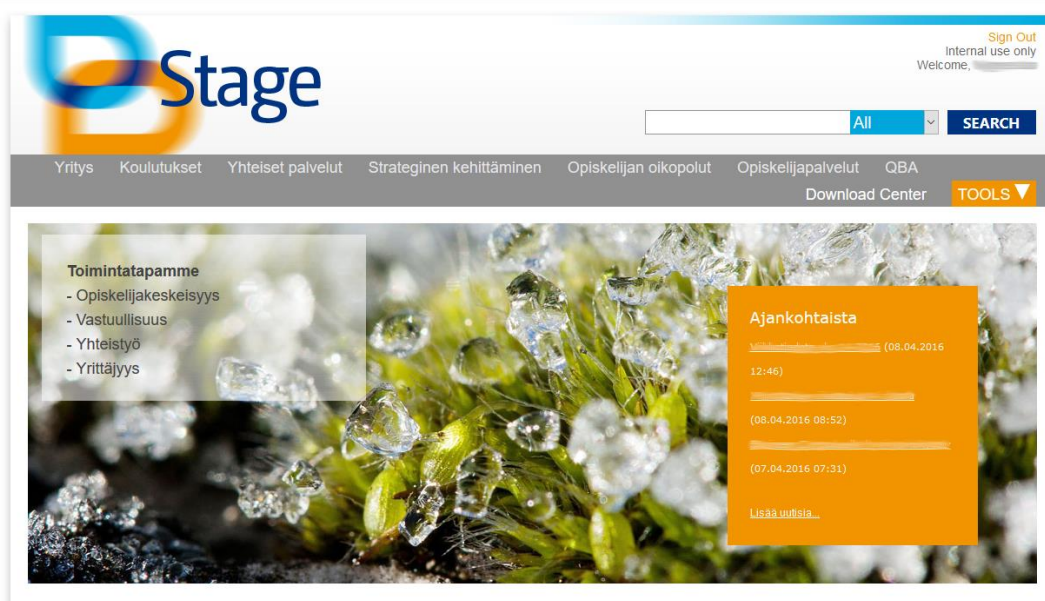 Stage
Sign Out
Internal use only
Welcome,
All
SEARCH
Yritys Koulutukset Yhteiset palvelut Strateginen kehittäminen Opiskelijan oikopolut Opiskelijapalvelut QBA
Download Center TOOLS
Toimintatapamme
- Opiskelijakeskeisyys
- Vastuullisuus
- Yhteistyö
- Yrittäjyys
Ajankohtaista
(08.04.2016
12:46)
(08.04.2016 08:52)
(07.04.2016 07:31)
Lisää uutisia...